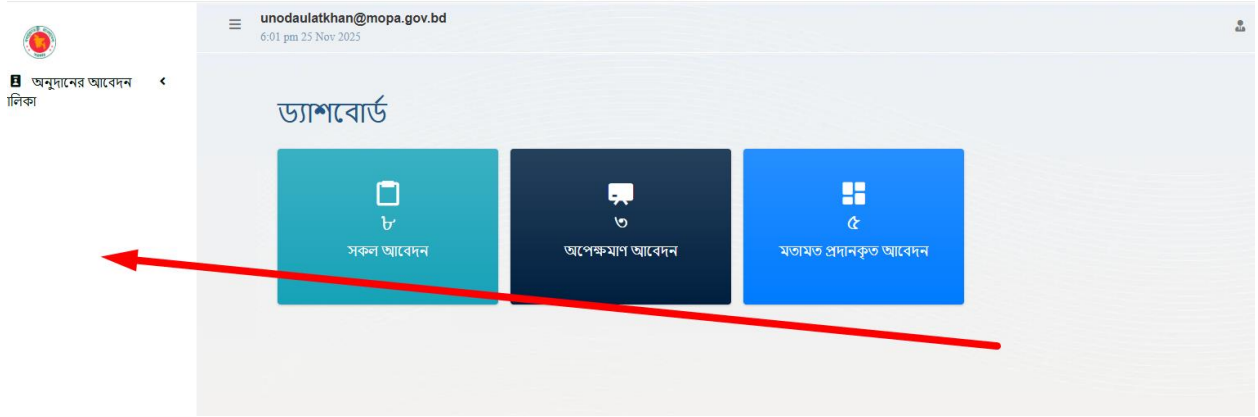 unodaulatkhan@mopa.gov.bd
6:01 pm 25 Nov 2025
অনুদানের আবেদন
ালিকা
ড্যাশবোর্ড
৮
সকল আবেদন
৩
অপেক্ষমাণ আবেদন
৫
মতামত প্রদানকৃত আবেদন